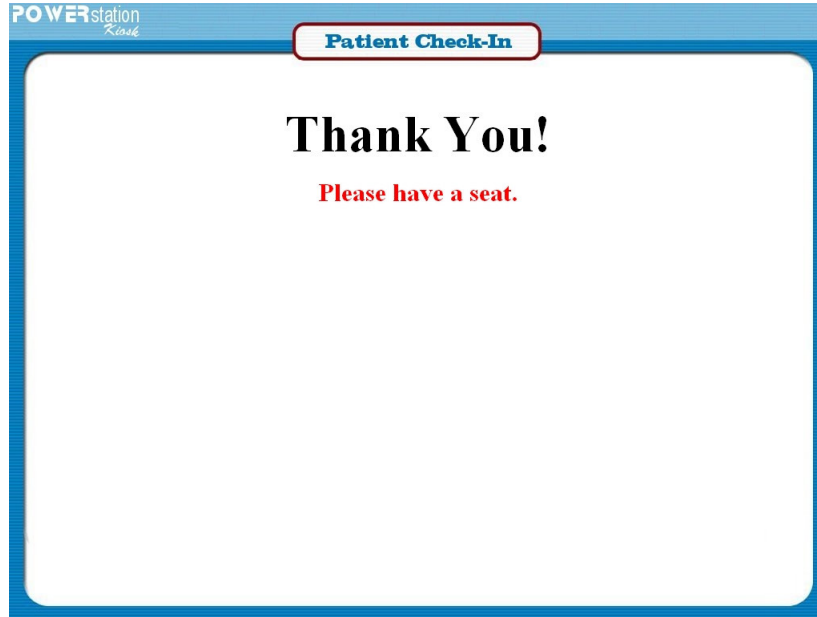 POWERstation
Kiosk
Patient Check-In
Thank You!
Please have a seat.